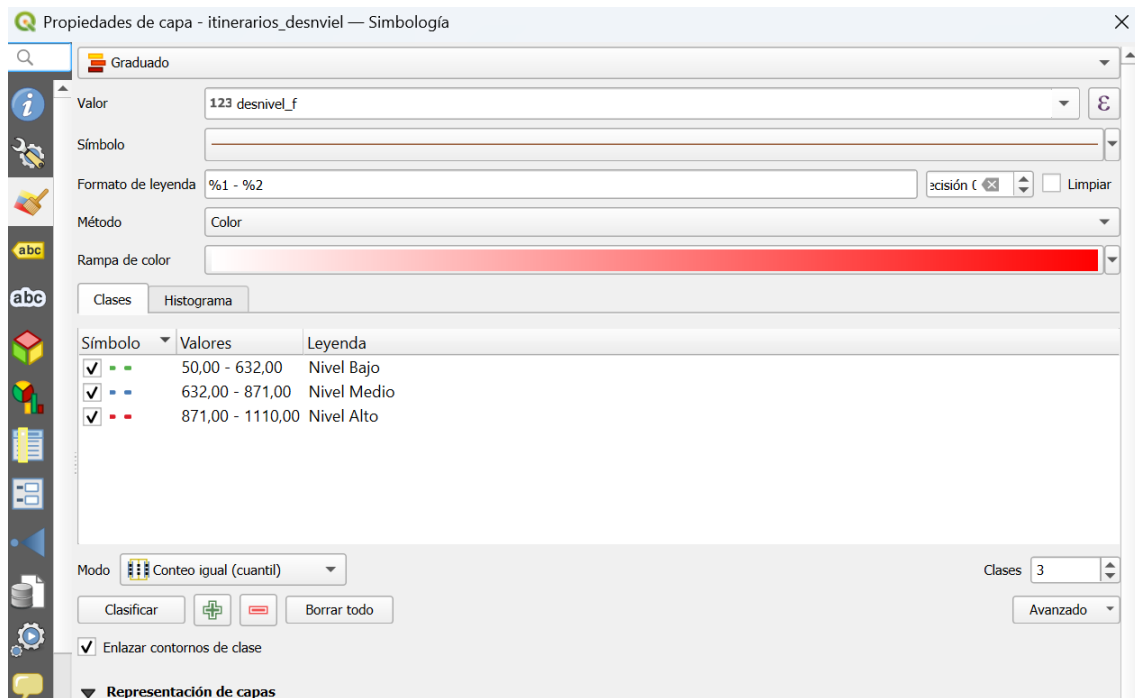 Propiedades de capa - itinerarios_desnviel — Simbología
Graduado
Valor 123 desnivel_f ε
Símbolo
Formato de leyenda %1 - %2 ecisión Limpiar
Método Color
Rampa de color
abc
abc
Clases Histograma
Símbolo Valores Leyenda
50,00 - 632,00 Nivel Bajo
632,00 - 871,00 Nivel Medio
871,00 - 1110,00 Nivel Alto
Modo Conteo igual (cuantil) Clases 3
Clasificar Borrar todo Avanzado
Enlazar contornos de clase
Representación de capas